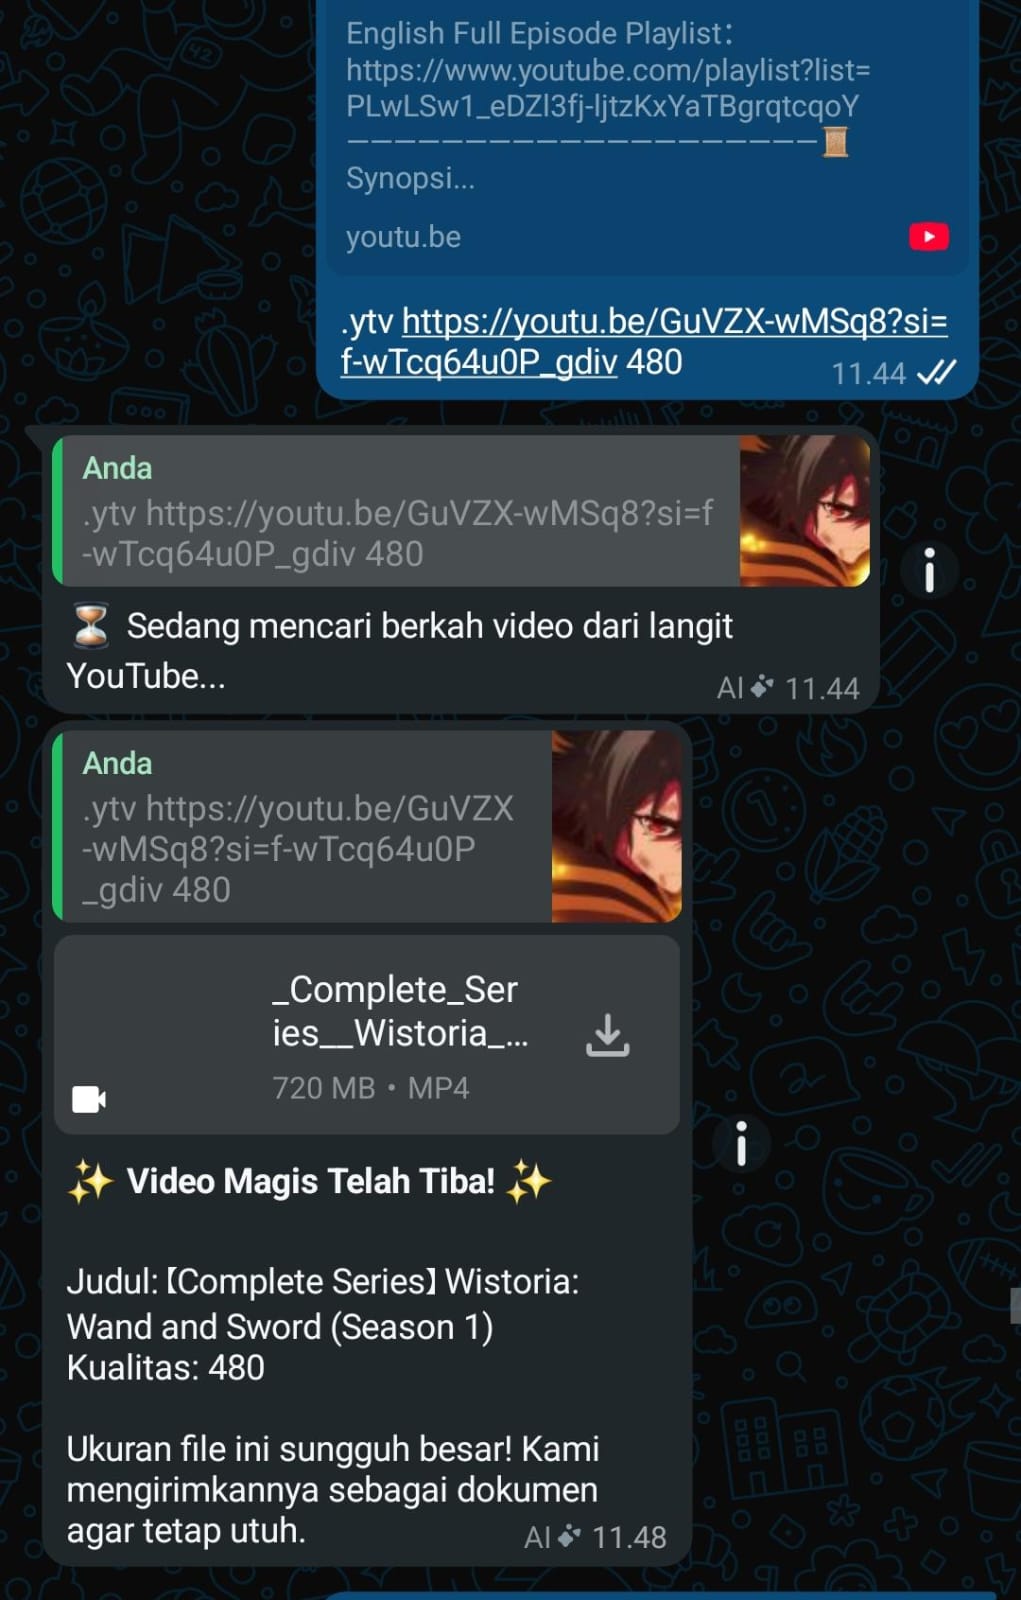 English Full Episode Playlist：
https://www.youtube.com/playlist?list=
PLwLSw1_eDZl3fj-ljtzKxYaTBgrqtcqoY
————————————————————📜
Synopsi...
youtu.be
.ytv https://youtu.be/GuVZX-wMSq8?si=
f-wTcq64u0P_gdiv 480
11.44
Anda
.ytv https://youtu.be/GuVZX-wMSq8?si=f
-wTcq64u0P_gdiv 480
⏳ Sedang mencari berkah video dari langit
YouTube...
AI 11.44
Anda
.ytv https://youtu.be/GuVZX
-wMSq8?si=f-wTcq64u0P
_gdiv 480
_Complete_Ser
ies__Wistoria_...
720 MB • MP4
✨ Video Magis Telah Tiba! ✨
Judul:【Complete Series】Wistoria:
Wand and Sword (Season 1)
Kualitas: 480
Ukuran file ini sungguh besar! Kami
mengirimkannya sebagai dokumen
agar tetap utuh.
AI 11.48